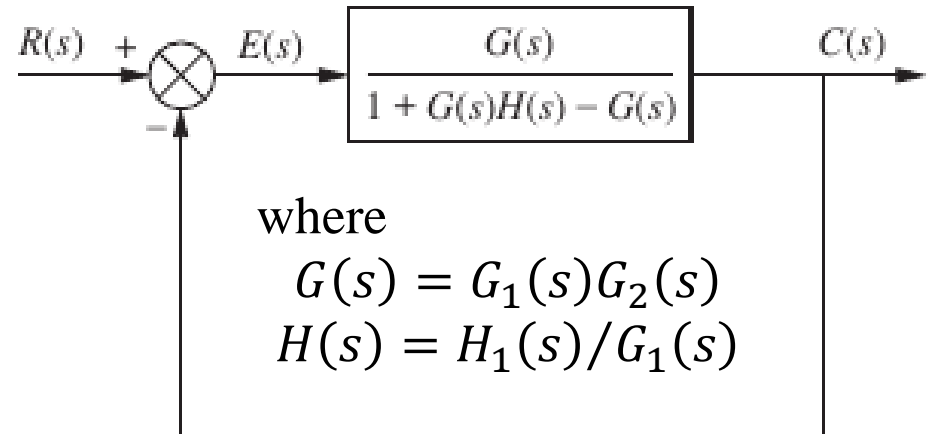 R(s) + E(s) G(s) C(s)
1 + G(s)H(s) − G(s)
−
where
G(s) = G₁(s)G₂(s)
H(s) = H₁(s)/G₁(s)